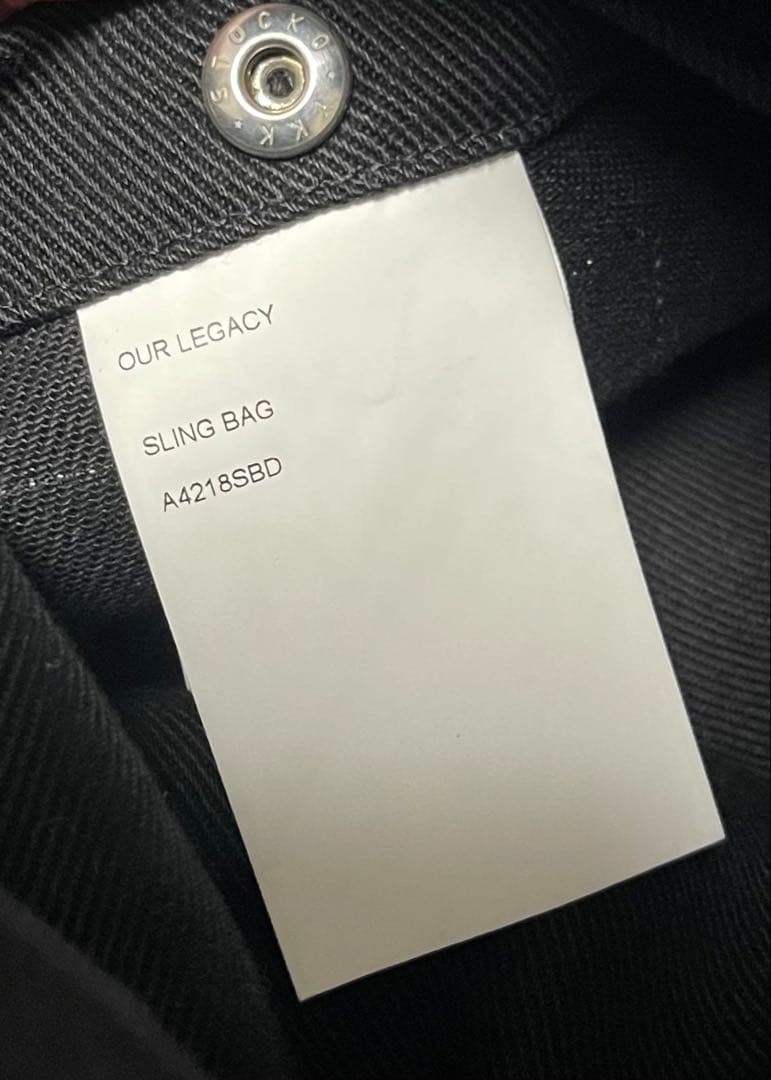 STOCKO · YKK ·
OUR LEGACY
SLING BAG
A4218SBD